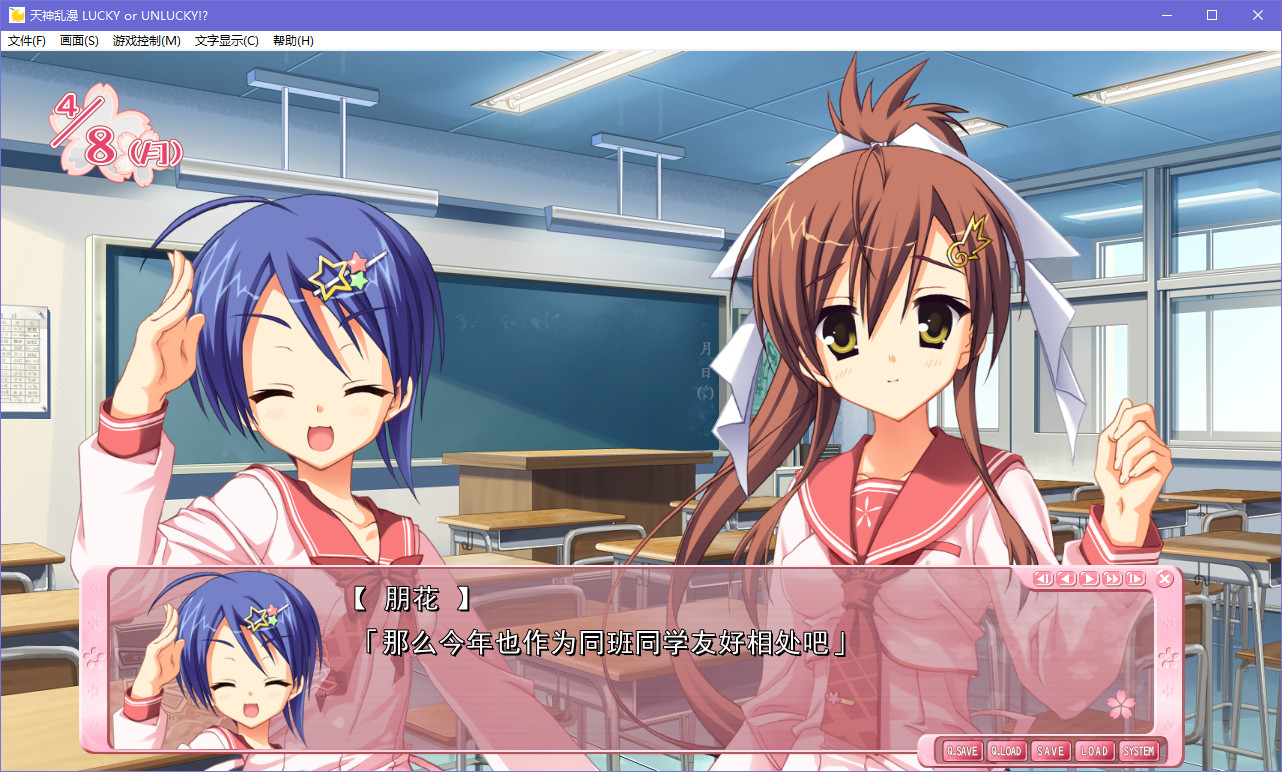 天神乱漫 LUCKY or UNLUCKY!?
文件(F) 画面(S) 游戏控制(M) 文字显示(C) 帮助(H)
4/8(月)
月
日
【 朋花 】
「那么今年也作为同班同学友好相处吧」
Q.SAVE Q.LOAD SAVE LOAD SYSTEM